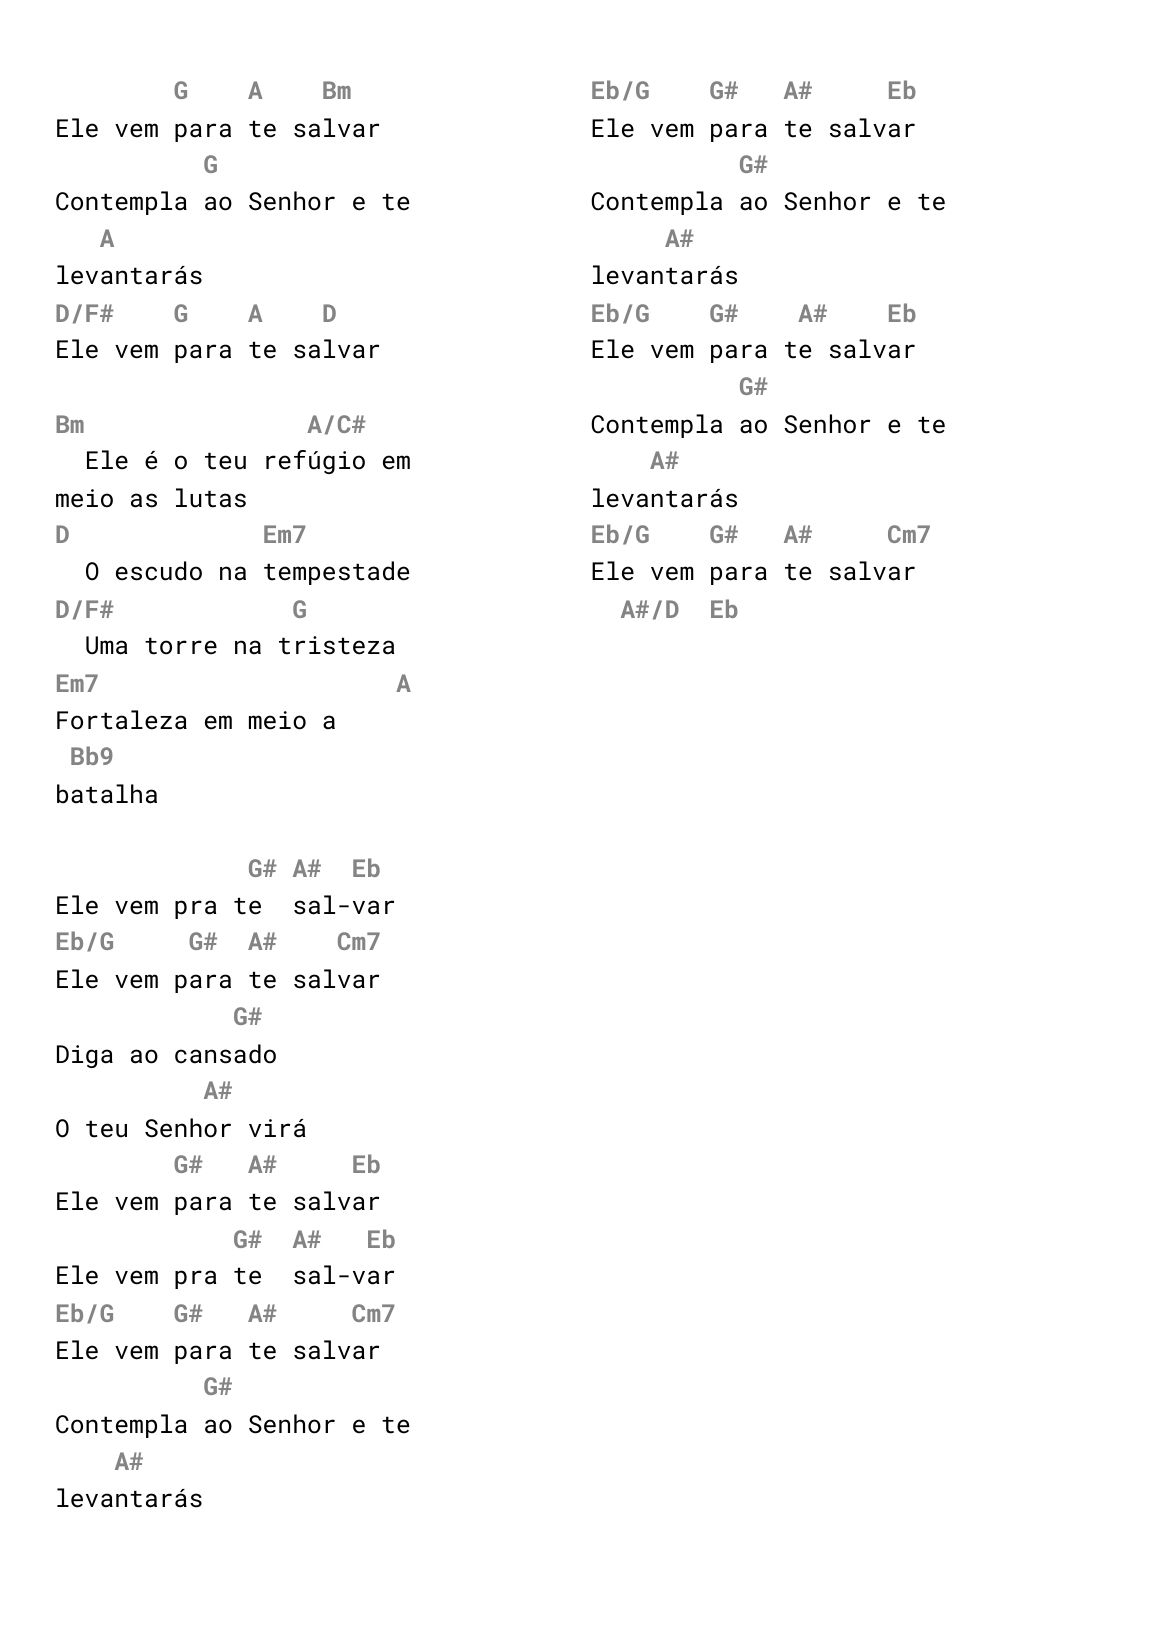 G    A    Bm
Ele vem para te salvar
          G
Contempla ao Senhor e te
   A
levantarás
D/F#    G    A    D
Ele vem para te salvar

Bm               A/C#
  Ele é o teu refúgio em
meio as lutas
D             Em7
  O escudo na tempestade
D/F#            G
  Uma torre na tristeza
Em7                    A
Fortaleza em meio a
 Bb9
batalha

             G# A#  Eb
Ele vem pra te  sal-var
Eb/G     G#  A#    Cm7
Ele vem para te salvar
            G#
Diga ao cansado
          A#
O teu Senhor virá
        G#   A#     Eb
Ele vem para te salvar
            G#  A#   Eb
Ele vem pra te  sal-var
Eb/G    G#   A#     Cm7
Ele vem para te salvar
          G#
Contempla ao Senhor e te
    A#
levantarás

Eb/G    G#   A#     Eb
Ele vem para te salvar
          G#
Contempla ao Senhor e te
     A#
levantarás
Eb/G    G#    A#    Eb
Ele vem para te salvar
          G#
Contempla ao Senhor e te
    A#
levantarás
Eb/G    G#   A#     Cm7
Ele vem para te salvar
  A#/D  Eb